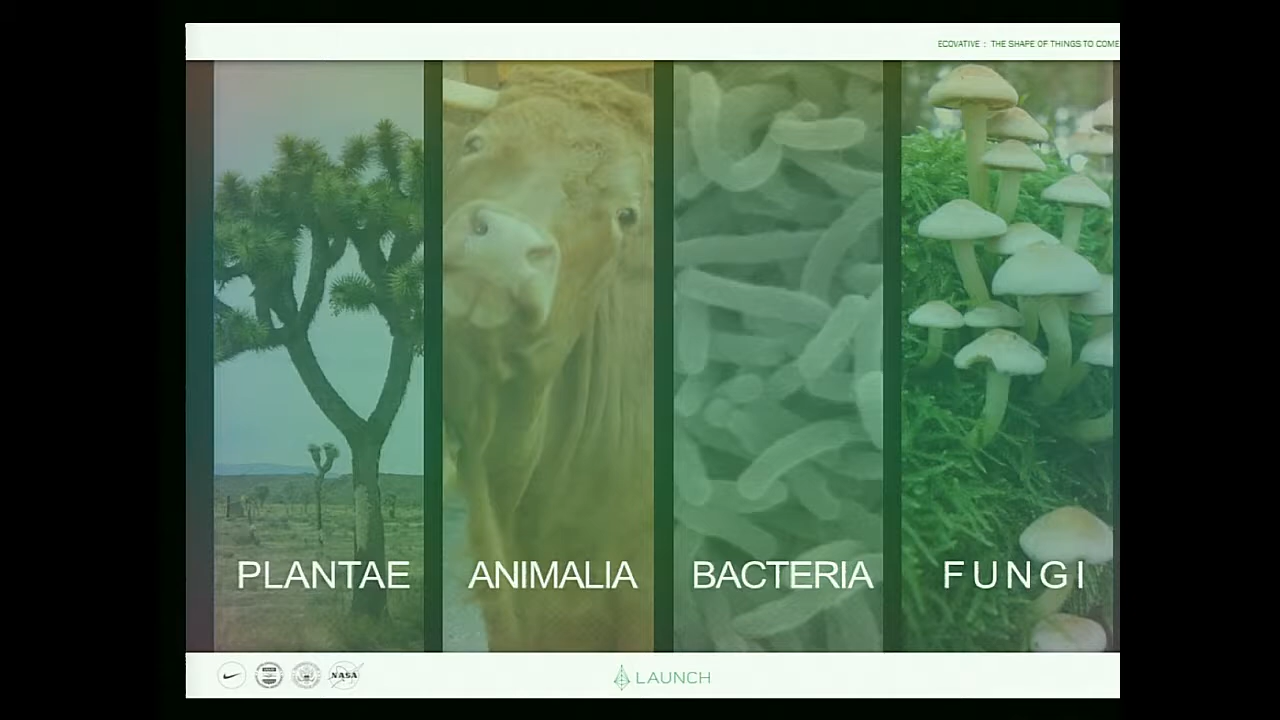 ECOVATIVE : THE SHAPE OF THINGS TO COME
PLANTAE
ANIMALIA
BACTERIA
FUNGI
NASA
LAUNCH